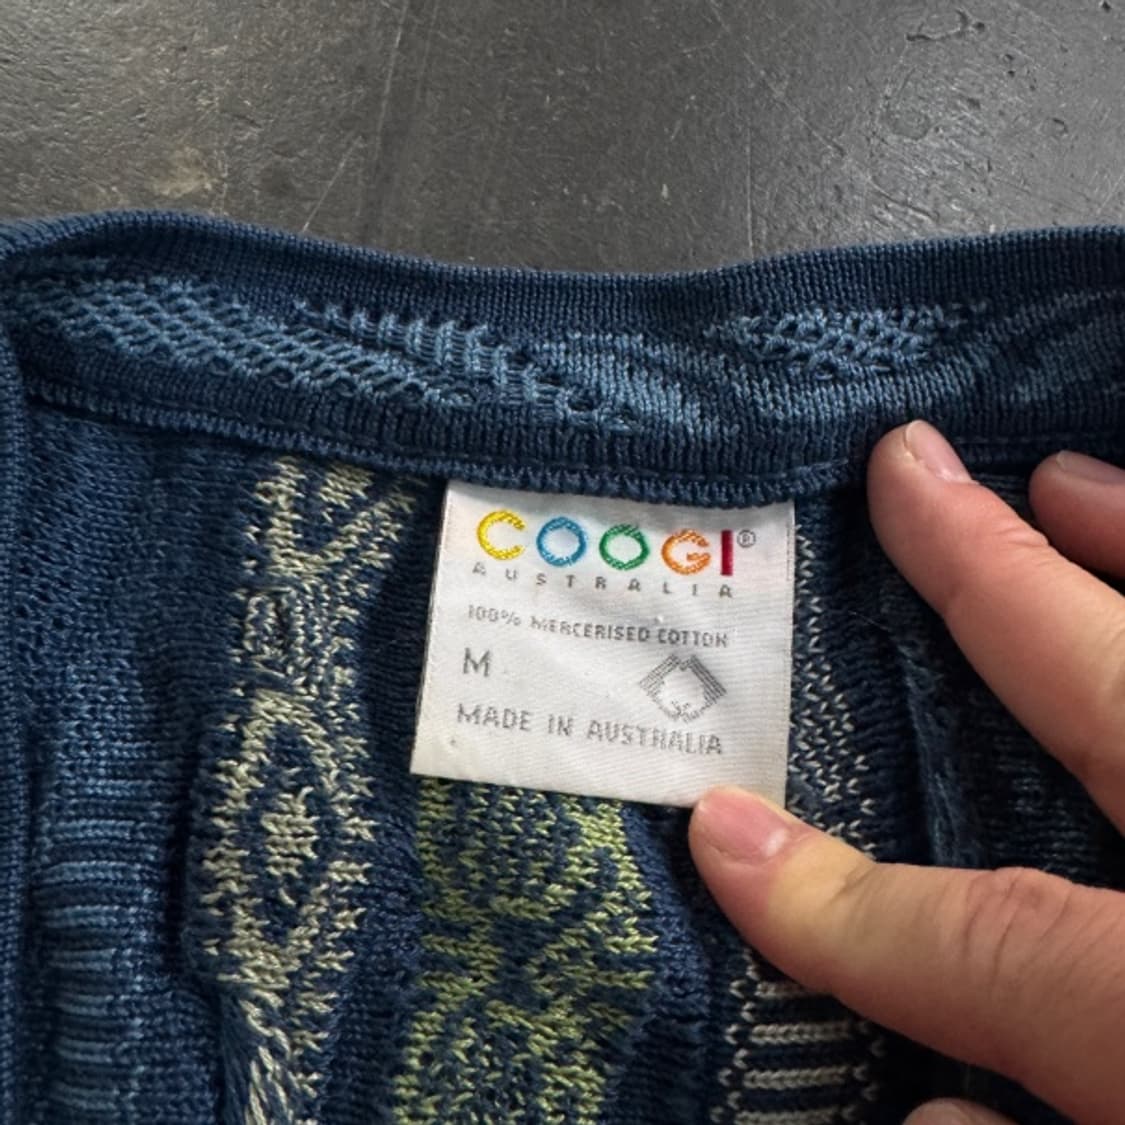 COOGI®
AUSTRALIA
100% MERCERISED COTTON
M
MADE IN AUSTRALIA